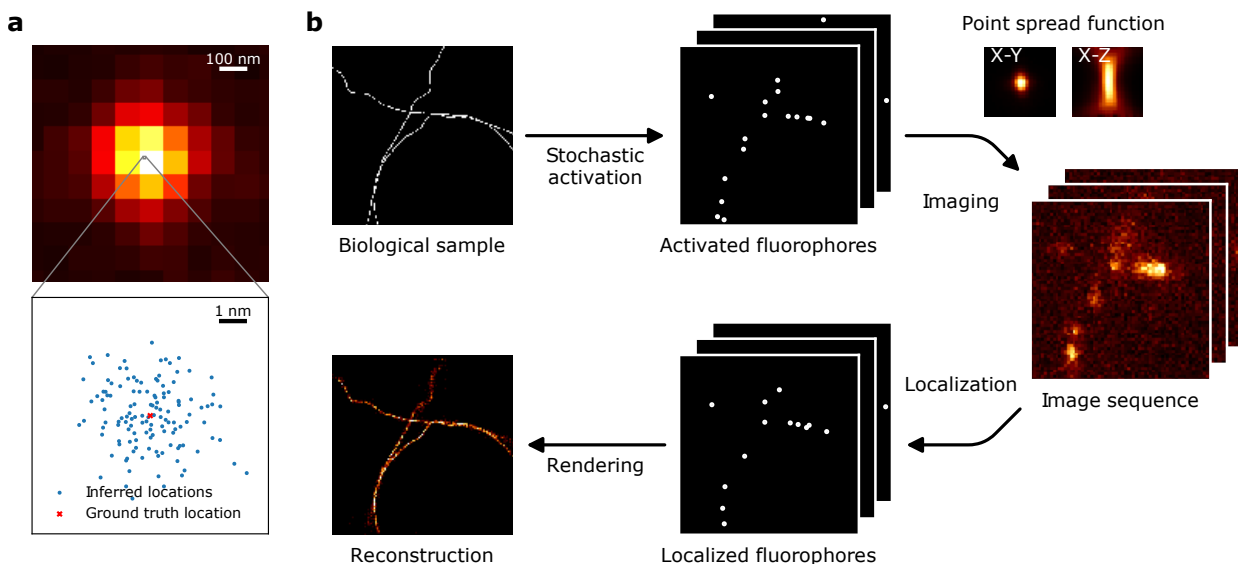 a
100 nm
1 nm
Inferred locations
Ground truth location
b
Biological sample
Stochastic
activation
Activated fluorophores
Point spread function
X-Y
X-Z
Imaging
Image sequence
Localization
Localized fluorophores
Rendering
Reconstruction